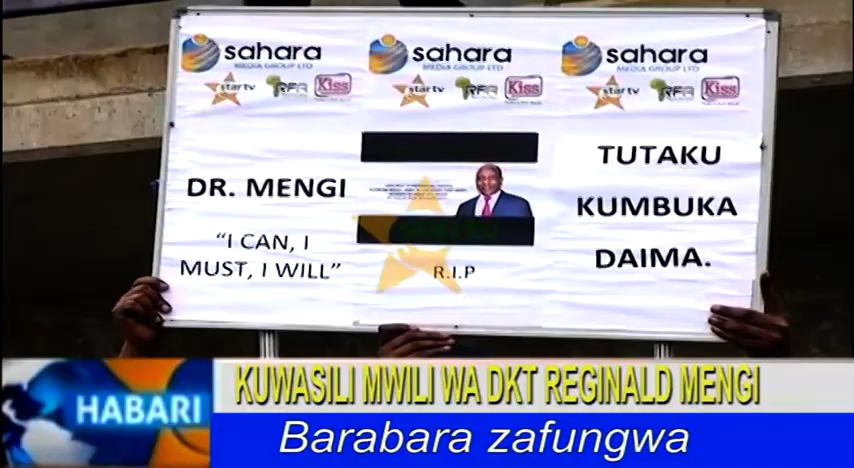 sahara sahara sahara
MEDIA GROUP LTD MEDIA GROUP LTD MEDIA GROUP LTD
star tv RFA Kiss star tv RFA Kiss star tv RFA Kiss
DR. MENGI
"I CAN, I
MUST, I WILL"
R.I.P
TUTAKU
KUMBUKA
DAIMA.
HABARI
KUWASILI MWILI WA DKT REGINALD MENGI
Barabara zafungwa